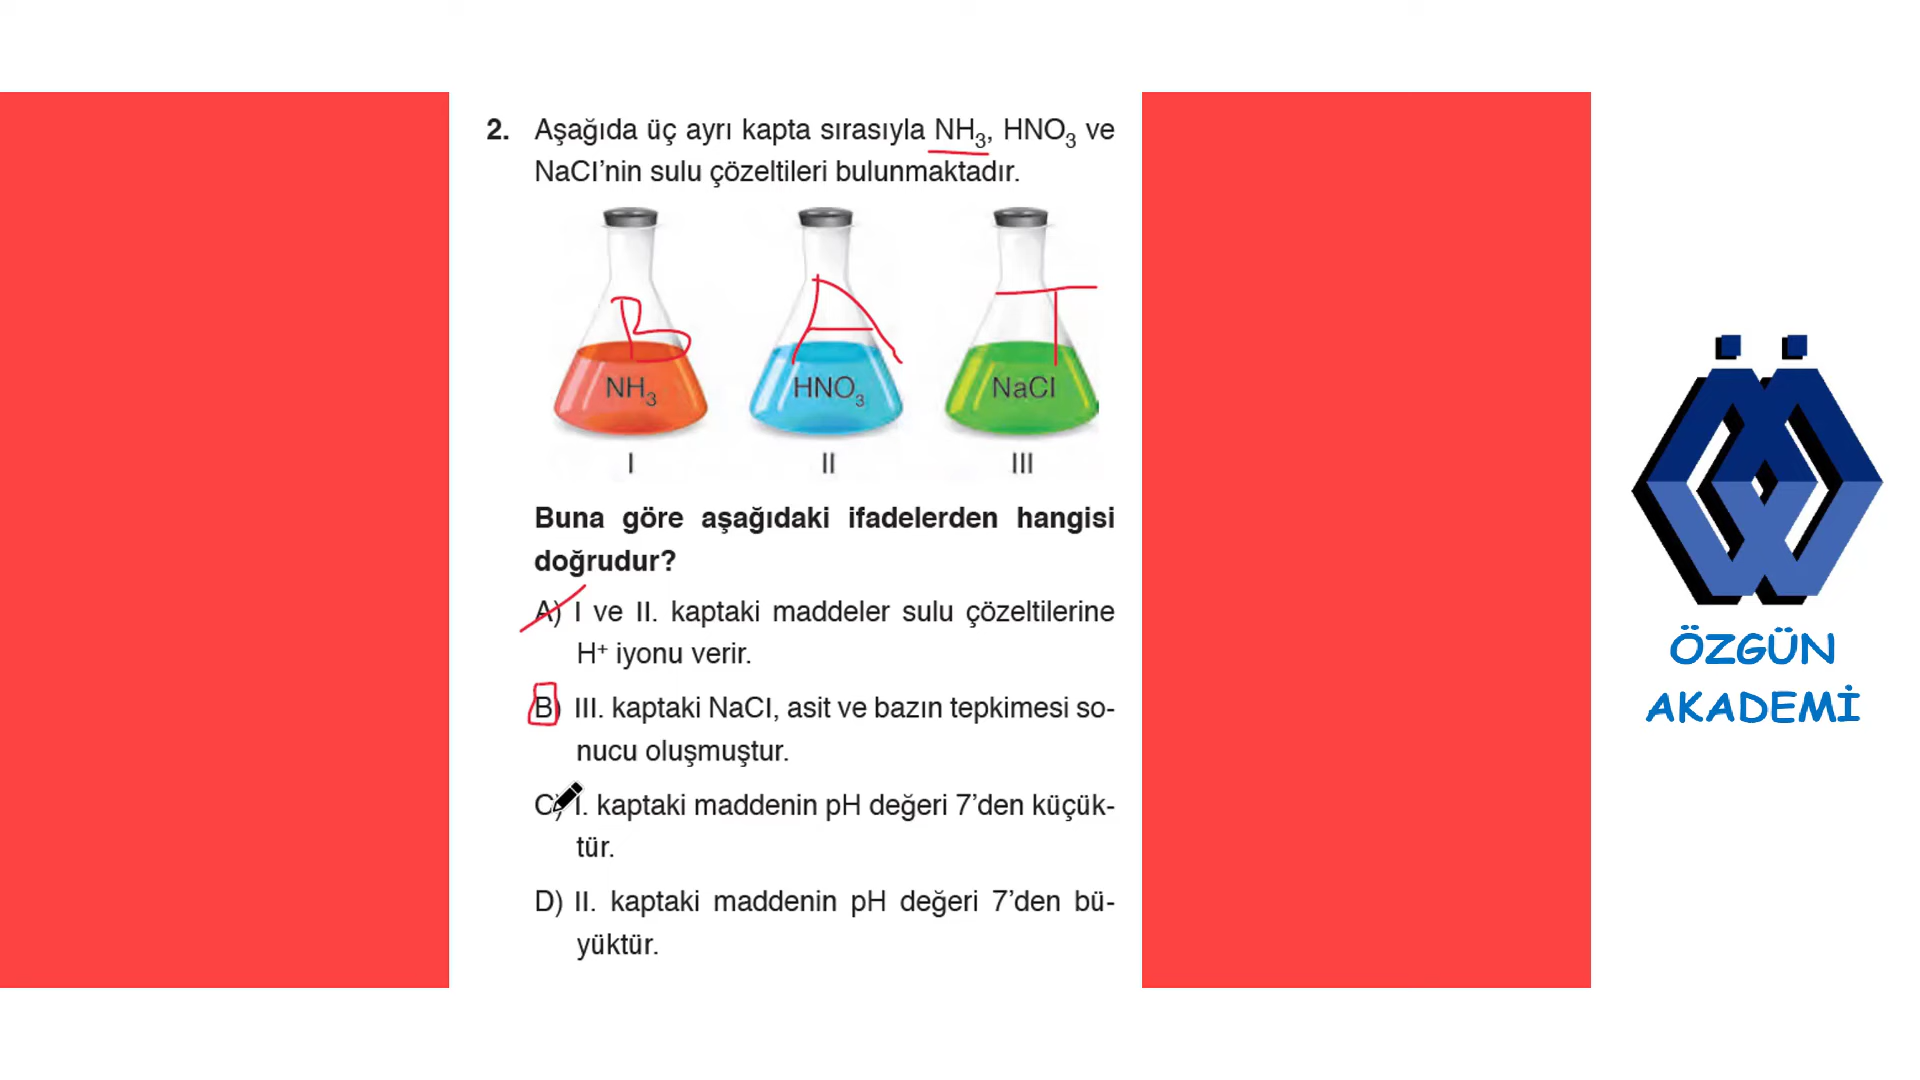 2. Aşağıda üç ayrı kapta sırasıyla NH₃, HNO₃ ve
NaCl’nin sulu çözeltileri bulunmaktadır.
B A T
NH₃ HNO₃ NaCl
I II III
Buna göre aşağıdaki ifadelerden hangisi
doğrudur?
A) I ve II. kaptaki maddeler sulu çözeltilerine
H⁺ iyonu verir.
B) III. kaptaki NaCl, asit ve bazın tepkimesi so-
nucu oluşmuştur.
C) I. kaptaki maddenin pH değeri 7’den küçük-
tür.
D) II. kaptaki maddenin pH değeri 7’den bü-
yüktür.
ÖZGÜN
AKADEMİ